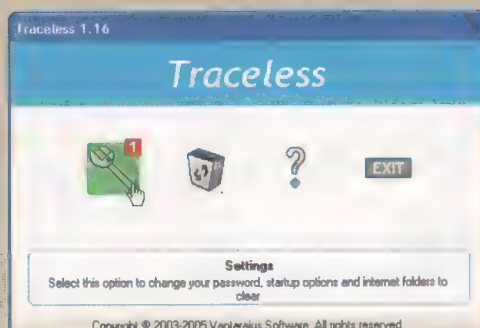 Traceless 1.16
Traceless
1
EXIT
Settings
Select this option to change your password, startup options and internet folders to
clear
Copyright © 2003-2005 Software. All rights reserved